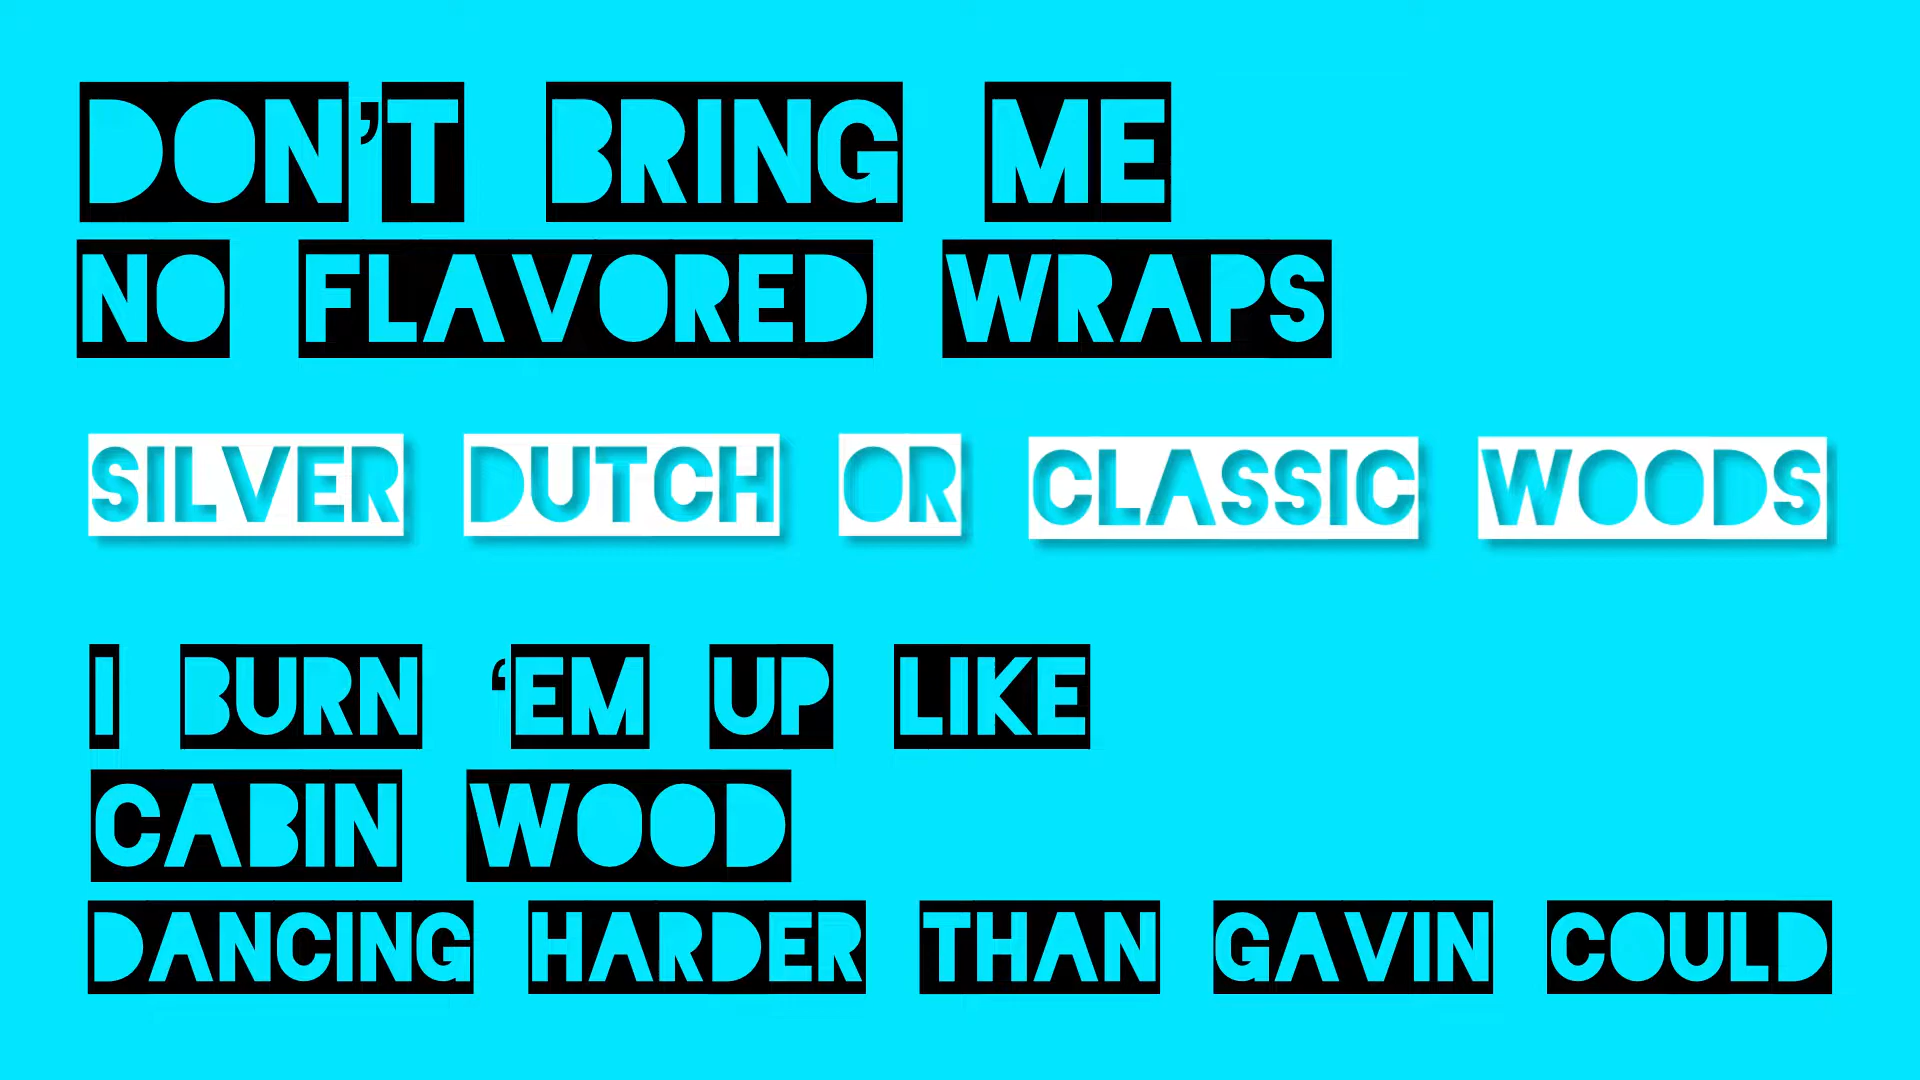 DON’T BRING ME
NO FLAVORED WRAPS
SILVER DUTCH OR CLASSIC WOODS
I BURN ‘EM UP LIKE
CABIN WOOD
DANCING HARDER THAN GAVIN COULD